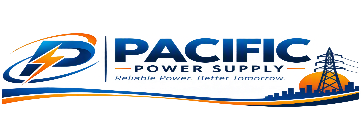 PACIFIC
POWER SUPPLY
Reliable Power. Better Tomorrow.